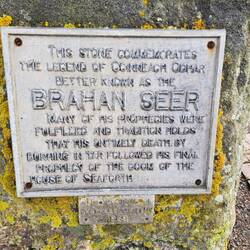 THIS STONE COMMEMORATES
THE LEGEND OF COINNEACH ODHAR
BETTER KNOWN AS THE
BRAHAN SEER
MANY OF HIS PROPHECIES WERE
FULFILLED AND TRADITION HOLDS
THAT HIS UNTIMELY DEATH BY
BURNING IN TAR FOLLOWED HIS FINAL
PROPHECY OF THE DOOM OF THE
HOUSE OF SEAFORTH